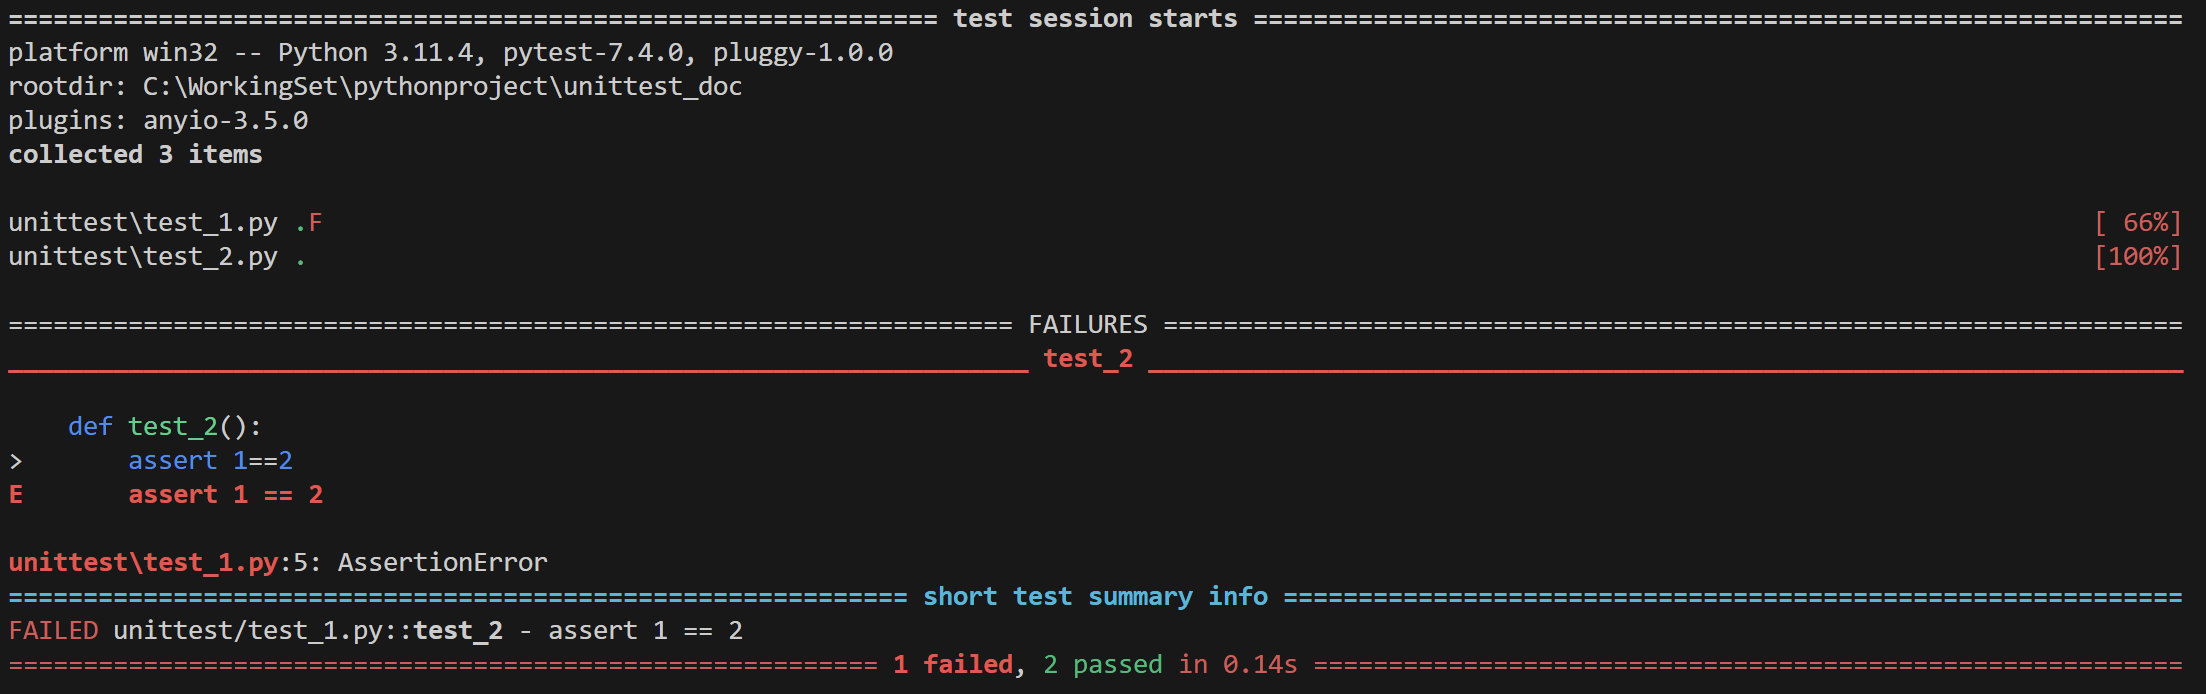 ============================================================== test session starts ==============================================================
platform win32 -- Python 3.11.4, pytest-7.4.0, pluggy-1.0.0
rootdir: C:\WorkingSet\pythonproject\unittest_doc
plugins: anyio-3.5.0
collected 3 items
unittest\test_1.py .F [ 66%]
unittest\test_2.py . [100%]
=================================================================== FAILURES ====================================================================
____________________________________________________________________ test_2 _____________________________________________________________________
    def test_2():
>       assert 1==2
E       assert 1 == 2
unittest\test_1.py:5: AssertionError
============================================================ short test summary info ============================================================
FAILED unittest/test_1.py::test_2 - assert 1 == 2
========================================================== 1 failed, 2 passed in 0.14s ==========================================================